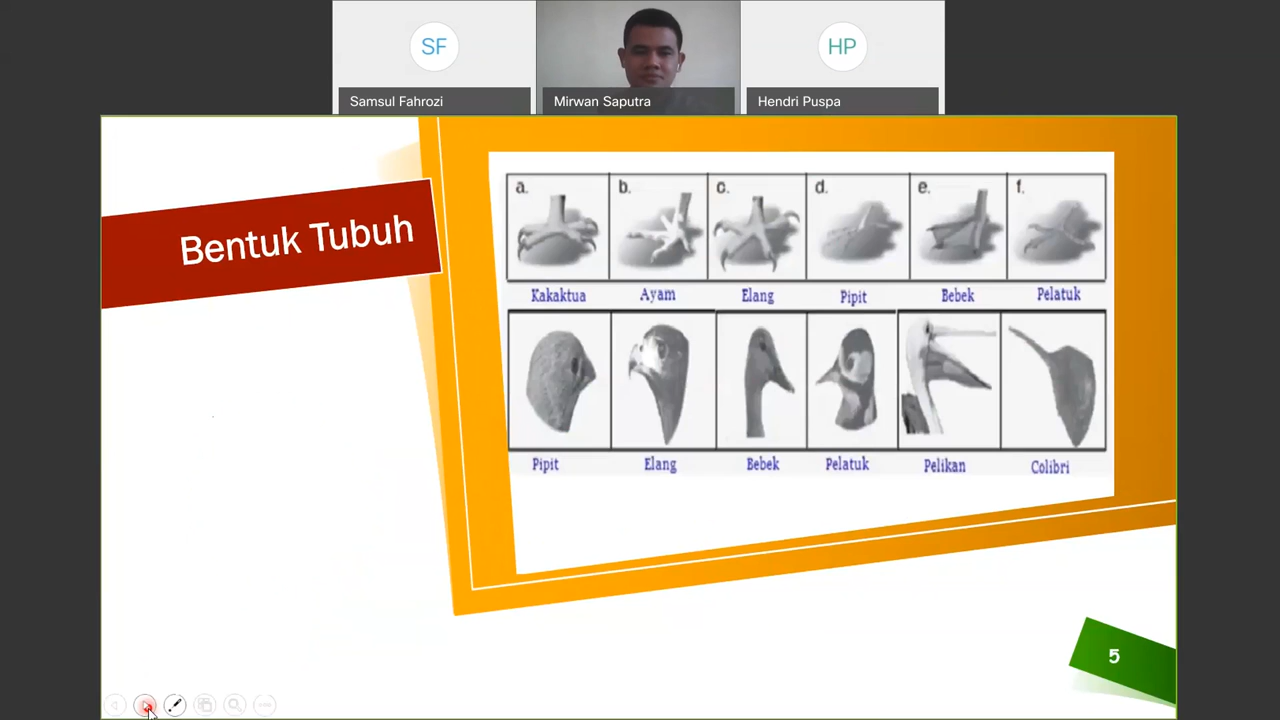 SF
HP
Samsul Fahrozi
Mirwan Saputra
Hendri Puspa
Bentuk Tubuh
a. b. c. d. e. f.
Kakaktua Ayam Elang Pipit Bebek Pelatuk
Pipit Elang Bebek Pelatuk Pelikan Colibri
5